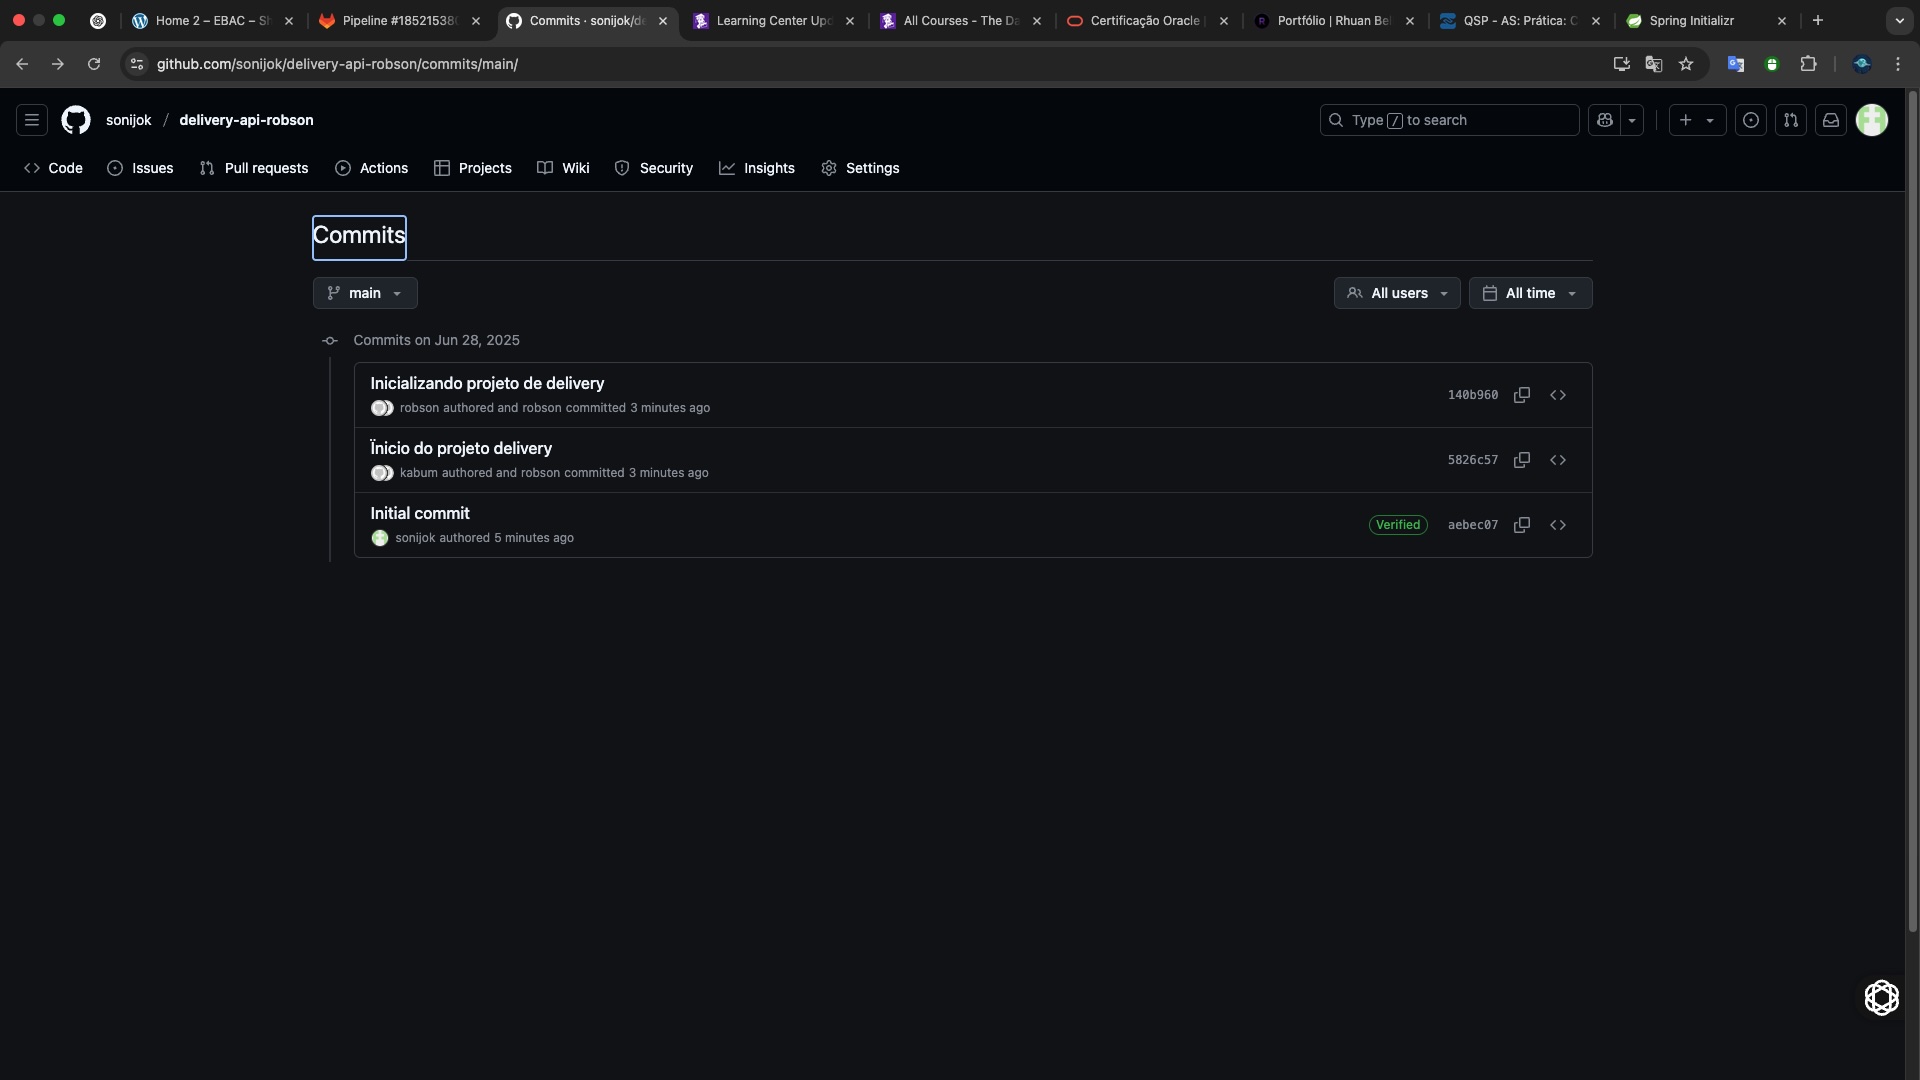 Home 2 – EBAC – Sh
Pipeline #185215380
Commits · sonijok/de
Learning Center Upd
All Courses - The Da
Certificação Oracle |
Portfólio | Rhuan Bel
QSP - AS: Prática: C
Spring Initializr
github.com/sonijok/delivery-api-robson/commits/main/
sonijok / delivery-api-robson
Type / to search
Code
Issues
Pull requests
Actions
Projects
Wiki
Security
Insights
Settings
Commits
main
All users
All time
Commits on Jun 28, 2025
Inicializando projeto de delivery
robson authored and robson committed 3 minutes ago
140b960
Ïnicio do projeto delivery
kabum authored and robson committed 3 minutes ago
5826c57
Initial commit
sonijok authored 5 minutes ago
Verified
aebec07